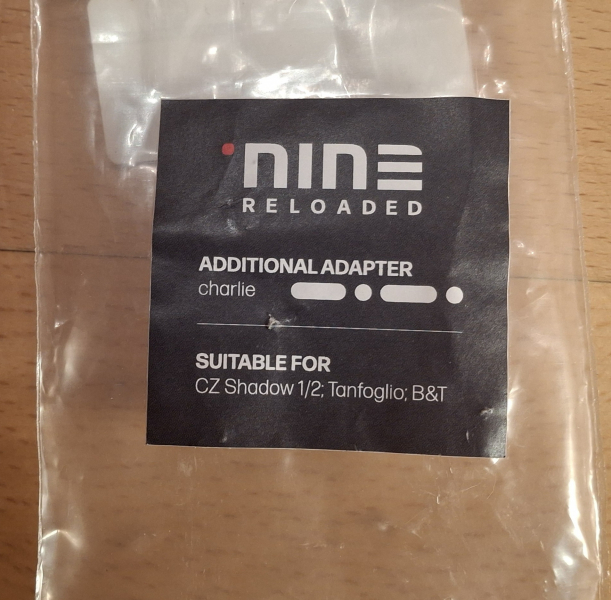 NINE
RELOADED
ADDITIONAL ADAPTER
charlie
SUITABLE FOR
CZ Shadow 1/2; Tanfoglio; B&T